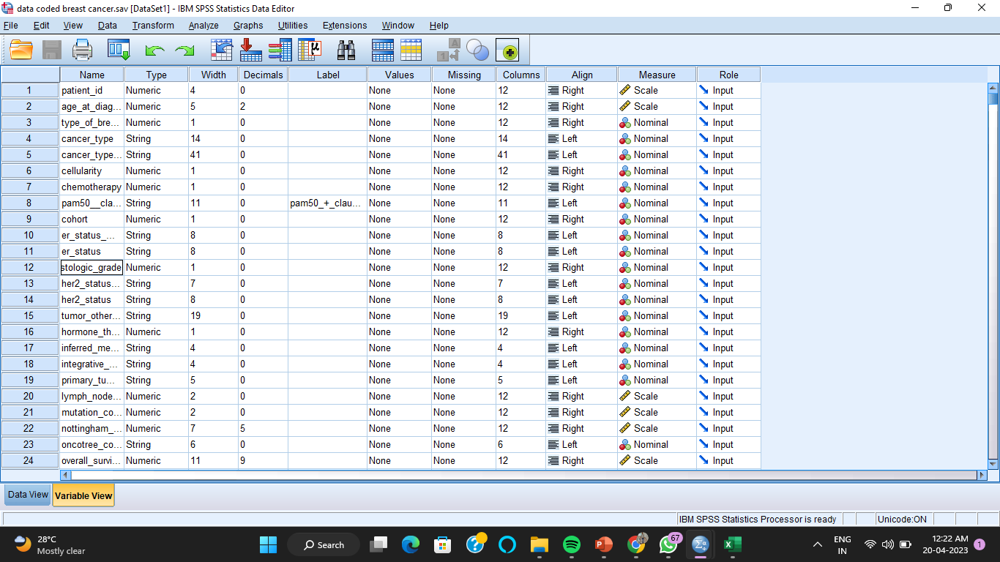 data coded breast cancer.sav [DataSet1] - IBM SPSS Statistics Data Editor
File Edit View Data Transform Analyze Graphs Utilities Extensions Window Help
Name Type Width Decimals Label Values Missing Columns Align Measure Role
1 patient_id Numeric 4 0 None None 12 Right Scale Input
2 age_at_diag... Numeric 5 2 None None 12 Right Scale Input
3 type_of_bre... Numeric 1 0 None None 12 Right Nominal Input
4 cancer_type String 14 0 None None 14 Left Nominal Input
5 cancer_type... String 41 0 None None 41 Left Nominal Input
6 cellularity Numeric 1 0 None None 12 Right Nominal Input
7 chemotherapy Numeric 1 0 None None 12 Right Nominal Input
8 pam50__cla... String 11 0 pam50_+_clau... None None 11 Left Nominal Input
9 cohort Numeric 1 0 None None 12 Right Nominal Input
10 er_status_... String 8 0 None None 8 Left Nominal Input
11 er_status String 8 0 None None 8 Left Nominal Input
12 stologic_grade Numeric 1 0 None None 12 Right Nominal Input
13 her2_status... String 7 0 None None 7 Left Nominal Input
14 her2_status String 8 0 None None 8 Left Nominal Input
15 tumor_other... String 19 0 None None 19 Left Nominal Input
16 hormone_th... Numeric 1 0 None None 12 Right Nominal Input
17 inferred_me... String 4 0 None None 4 Left Nominal Input
18 integrative_... String 4 0 None None 4 Left Nominal Input
19 primary_tu... String 5 0 None None 5 Left Nominal Input
20 lymph_node... Numeric 2 0 None None 12 Right Scale Input
21 mutation_co... Numeric 2 0 None None 12 Right Scale Input
22 nottingham_... Numeric 7 5 None None 12 Right Scale Input
23 oncotree_co... String 6 0 None None 6 Left Nominal Input
24 overall_survi... Numeric 11 9 None None 12 Right Scale Input
Data View Variable View
IBM SPSS Statistics Processor is ready Unicode:ON
28°C
Mostly clear
Search
67
ENG
IN
12:22 AM
20-04-2023
1